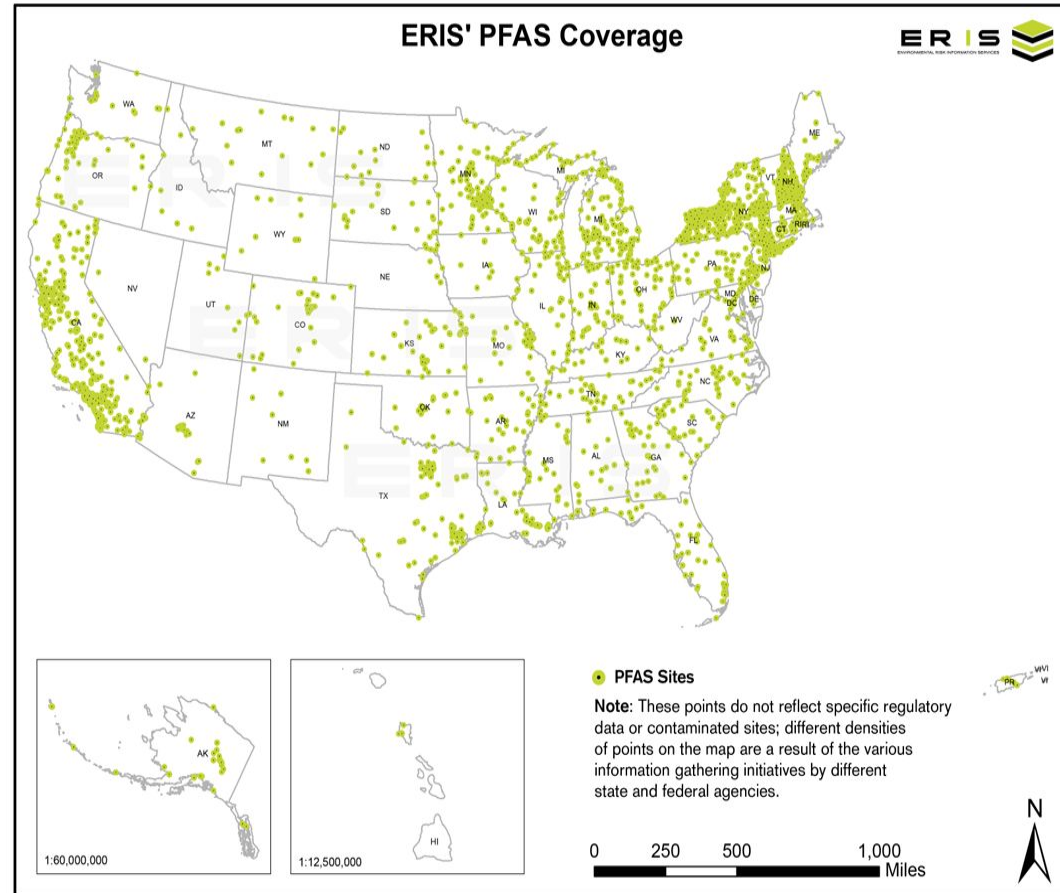 ERIS' PFAS Coverage
ERIS
ENVIRONMENTAL RISK INFORMATION SERVICES
WA
MT
ND
MN
ME
OR
ID
SD
WI
MI
MI
VT
NH
NY
MA
CT
RIRI
WY
NE
IA
PA
NJ
NV
UT
CO
IL
IN
OH
MD
DE
DC
WV
VA
CA
KS
MO
KY
AZ
NM
OK
AR
TN
NC
SC
MS
AL
GA
TX
LA
FL
ERIS
ERIS
ERIS
AK
1:60,000,000
HI
1:12,500,000
PFAS Sites
Note: These points do not reflect specific regulatory
data or contaminated sites; different densities
of points on the map are a result of the various
information gathering initiatives by different
state and federal agencies.
PR
VI
N
0 250 500 1,000
Miles